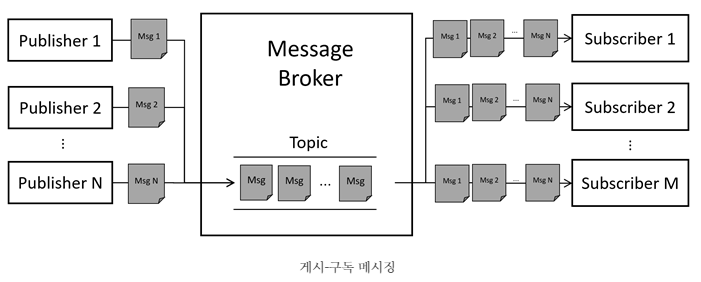 Publisher 1
Msg 1
Message
Broker
Msg 1
Msg 2
...
Msg N
Subscriber 1
Publisher 2
Msg 2
Msg 1
Msg 2
...
Msg N
Subscriber 2
...
Topic
...
Publisher N
Msg N
Msg
Msg
...
Msg
Msg 1
Msg 2
...
Msg N
Subscriber M
게시-구독 메시징